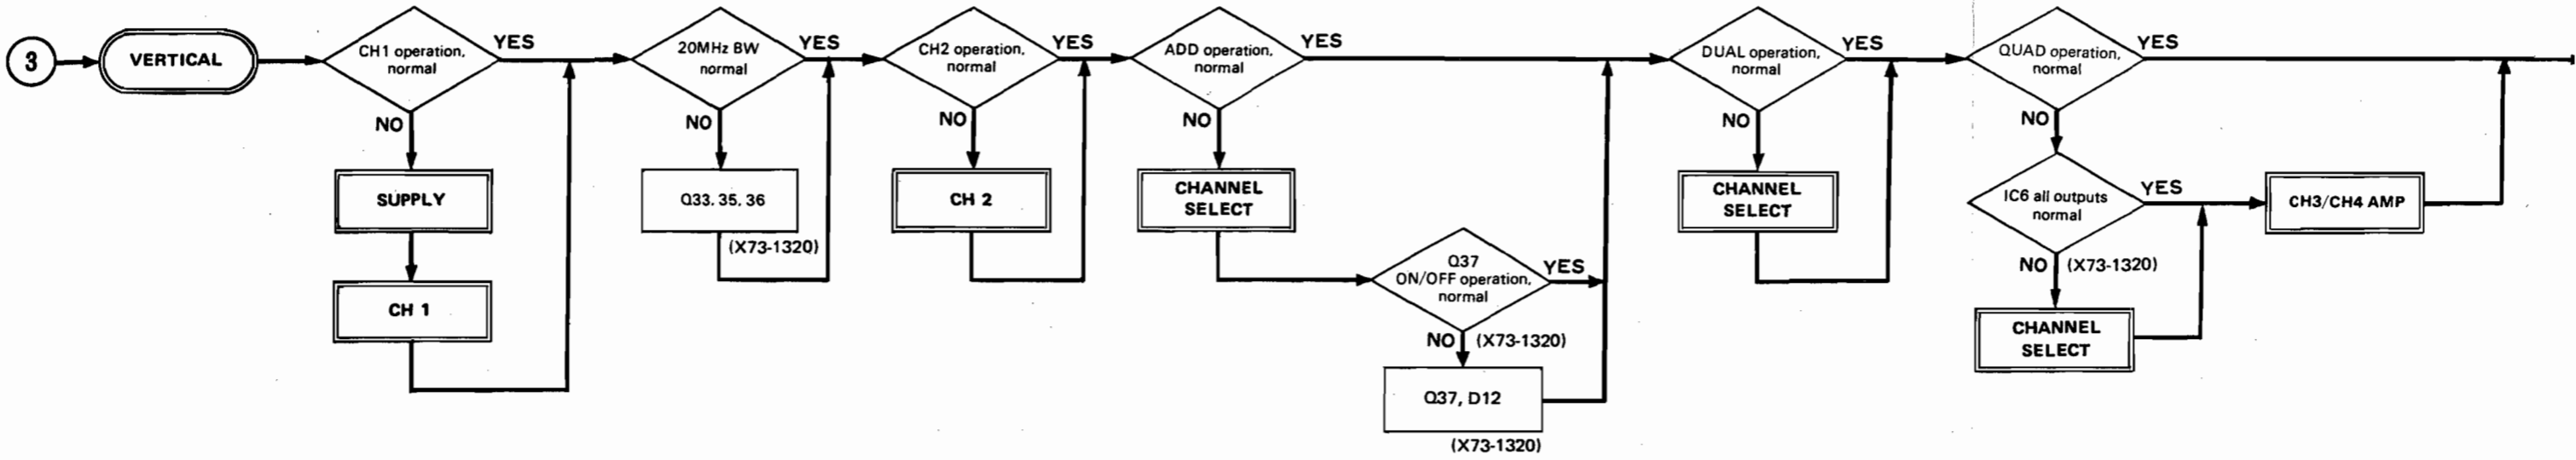 3
VERTICAL
CH1 operation,
normal
YES
NO
SUPPLY
CH 1
20MHz BW
normal
YES
NO
Q33, 35, 36
(X73-1320)
CH2 operation,
normal
YES
NO
CH 2
ADD operation,
normal
YES
NO
CHANNEL
SELECT
Q37
ON/OFF operation,
normal
YES
NO (X73-1320)
Q37, D12
(X73-1320)
DUAL operation,
normal
YES
NO
CHANNEL
SELECT
QUAD operation,
normal
YES
NO
IC6 all outputs
normal
YES
NO (X73-1320)
CHANNEL
SELECT
CH3/CH4 AMP